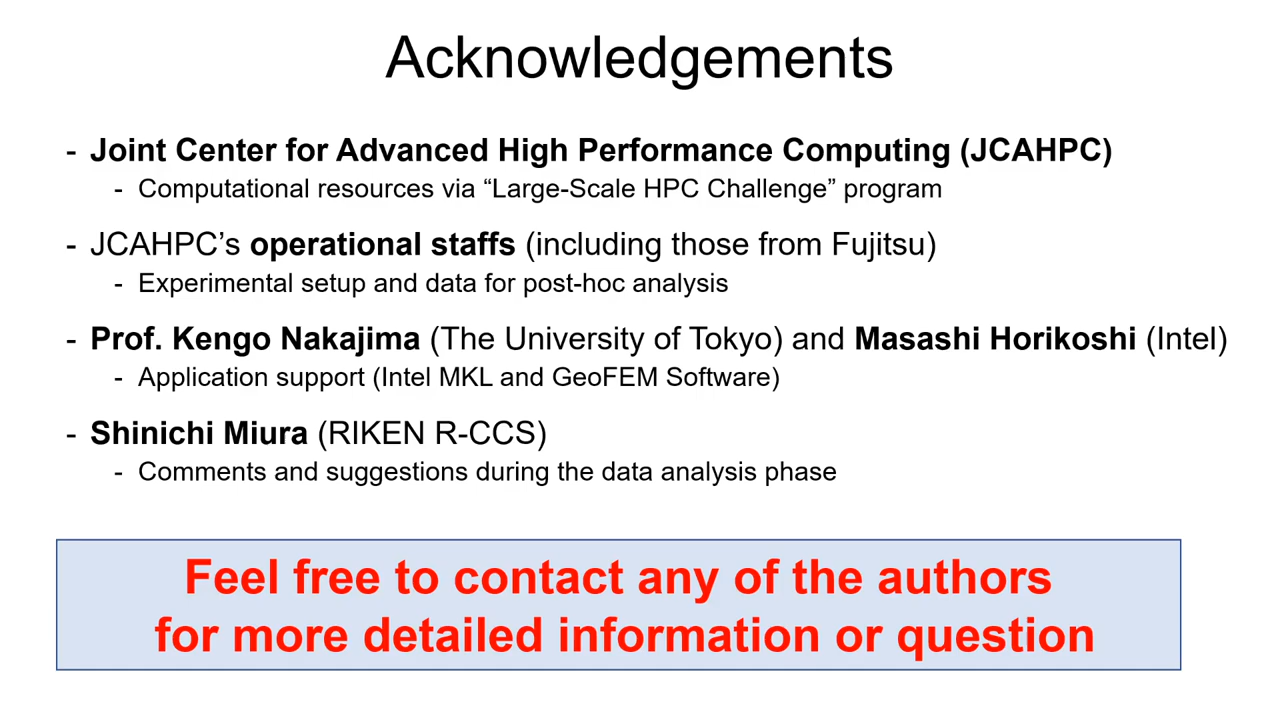 Acknowledgements
- Joint Center for Advanced High Performance Computing (JCAHPC)
- Computational resources via “Large-Scale HPC Challenge” program
- JCAHPC’s operational staffs (including those from Fujitsu)
- Experimental setup and data for post-hoc analysis
- Prof. Kengo Nakajima (The University of Tokyo) and Masashi Horikoshi (Intel)
- Application support (Intel MKL and GeoFEM Software)
- Shinichi Miura (RIKEN R-CCS)
- Comments and suggestions during the data analysis phase
Feel free to contact any of the authors
for more detailed information or question